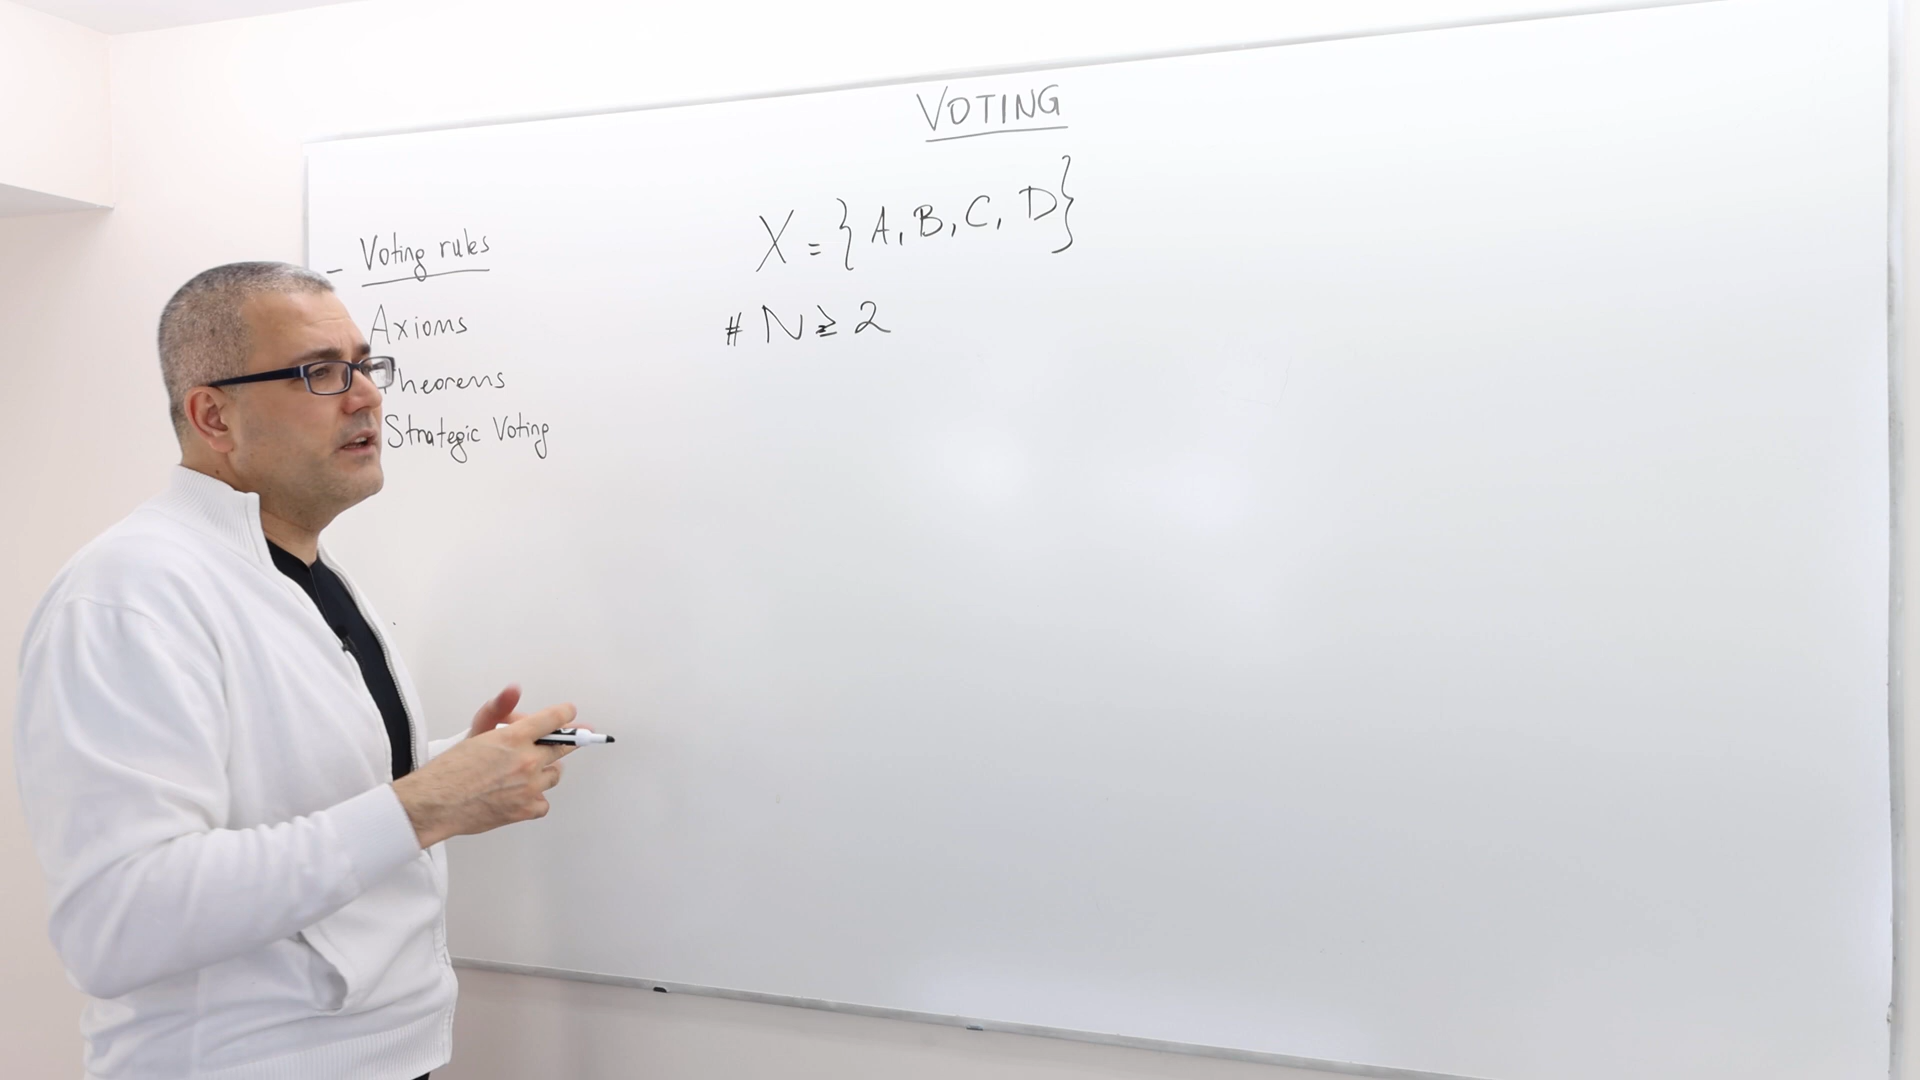 VOTING
- Voting rules
Axioms
Theorems
Strategic Voting
X = { A, B, C, D }
# N ≥ 2